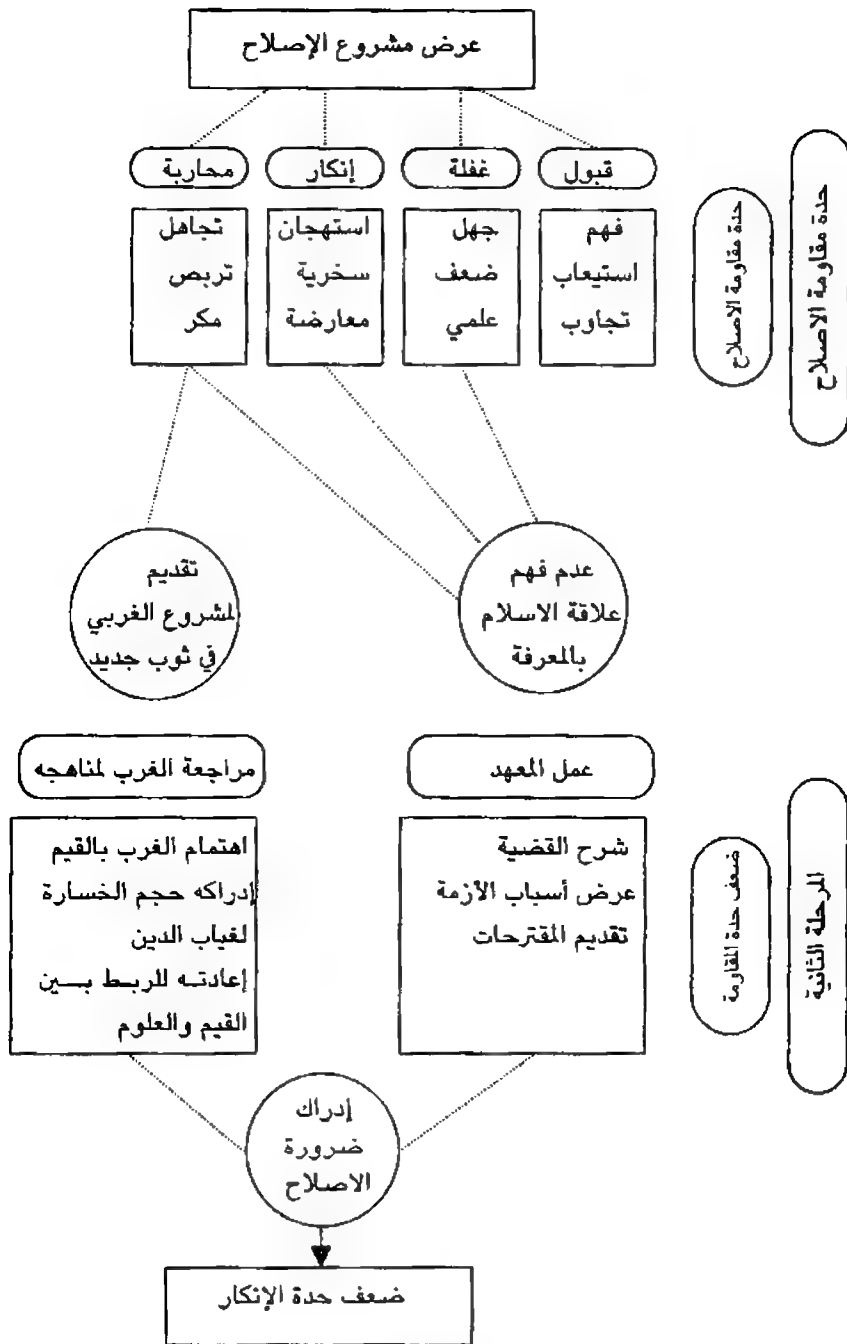 عرض مشروع الإصلاح
قبول
غفلة
إنكار
محاربة
فهم
استيعاب
تجاوب
جهل
ضعف
علمي
استهجان
سخرية
معارضة
تجاهل
تربص
مكر
حدة مقاومة الاصلاح
حدة مقاومة الاصلاح
عدم فهم
علاقة الاسلام
بالمعرفة
تقديم
لمشروع الغربي
في ثوب جديد
عمل المعهد
مراجعة الغرب لمناهجه
شرح القضية
عرض أسباب الأزمة
تقديم المقترحات
اهتمام الغرب بالقيم
إدراكه حجم الخسارة
لغياب الدين
إعادتـه للربـط بـــين
القيم والعلوم
المرحلة الثانية
ضعف حدة المقاومة
إدراك
ضرورة
الاصلاح
ضعف حدة الإنكار